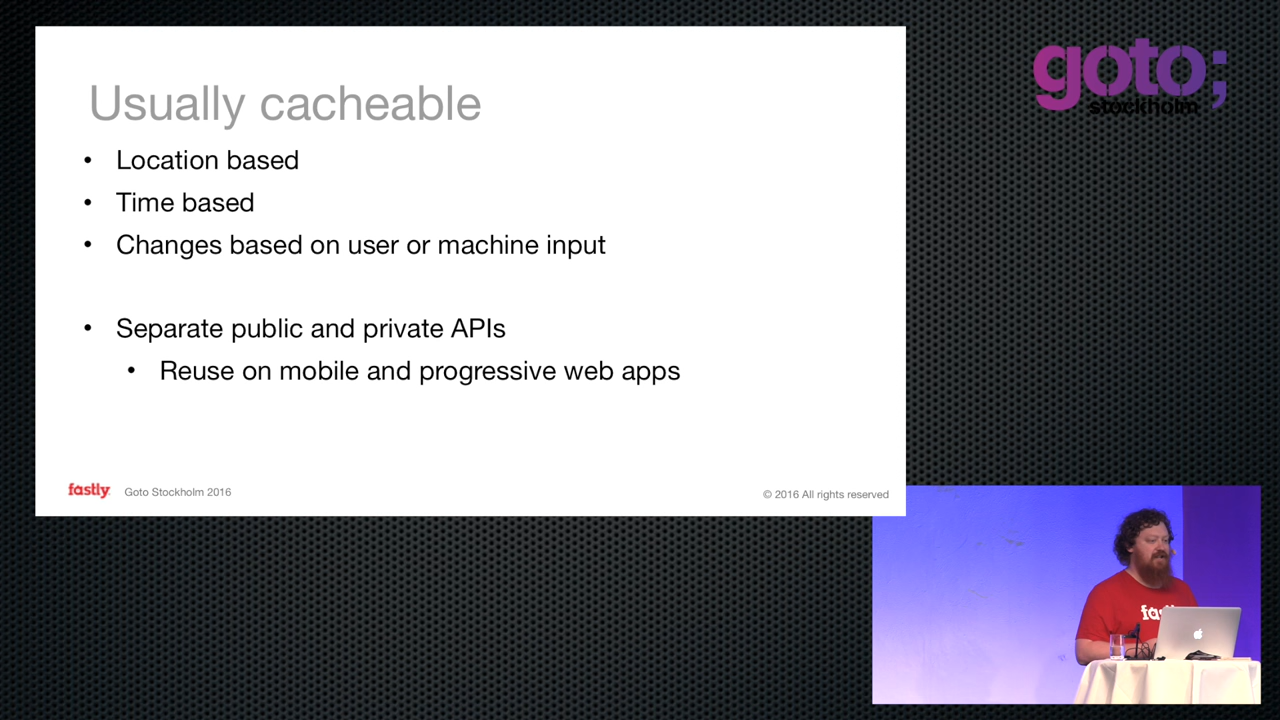 goto;
stockholm
Usually cacheable
• Location based
• Time based
• Changes based on user or machine input
• Separate public and private APIs
• Reuse on mobile and progressive web apps
fastly
Goto Stockholm 2016
© 2016 All rights reserved